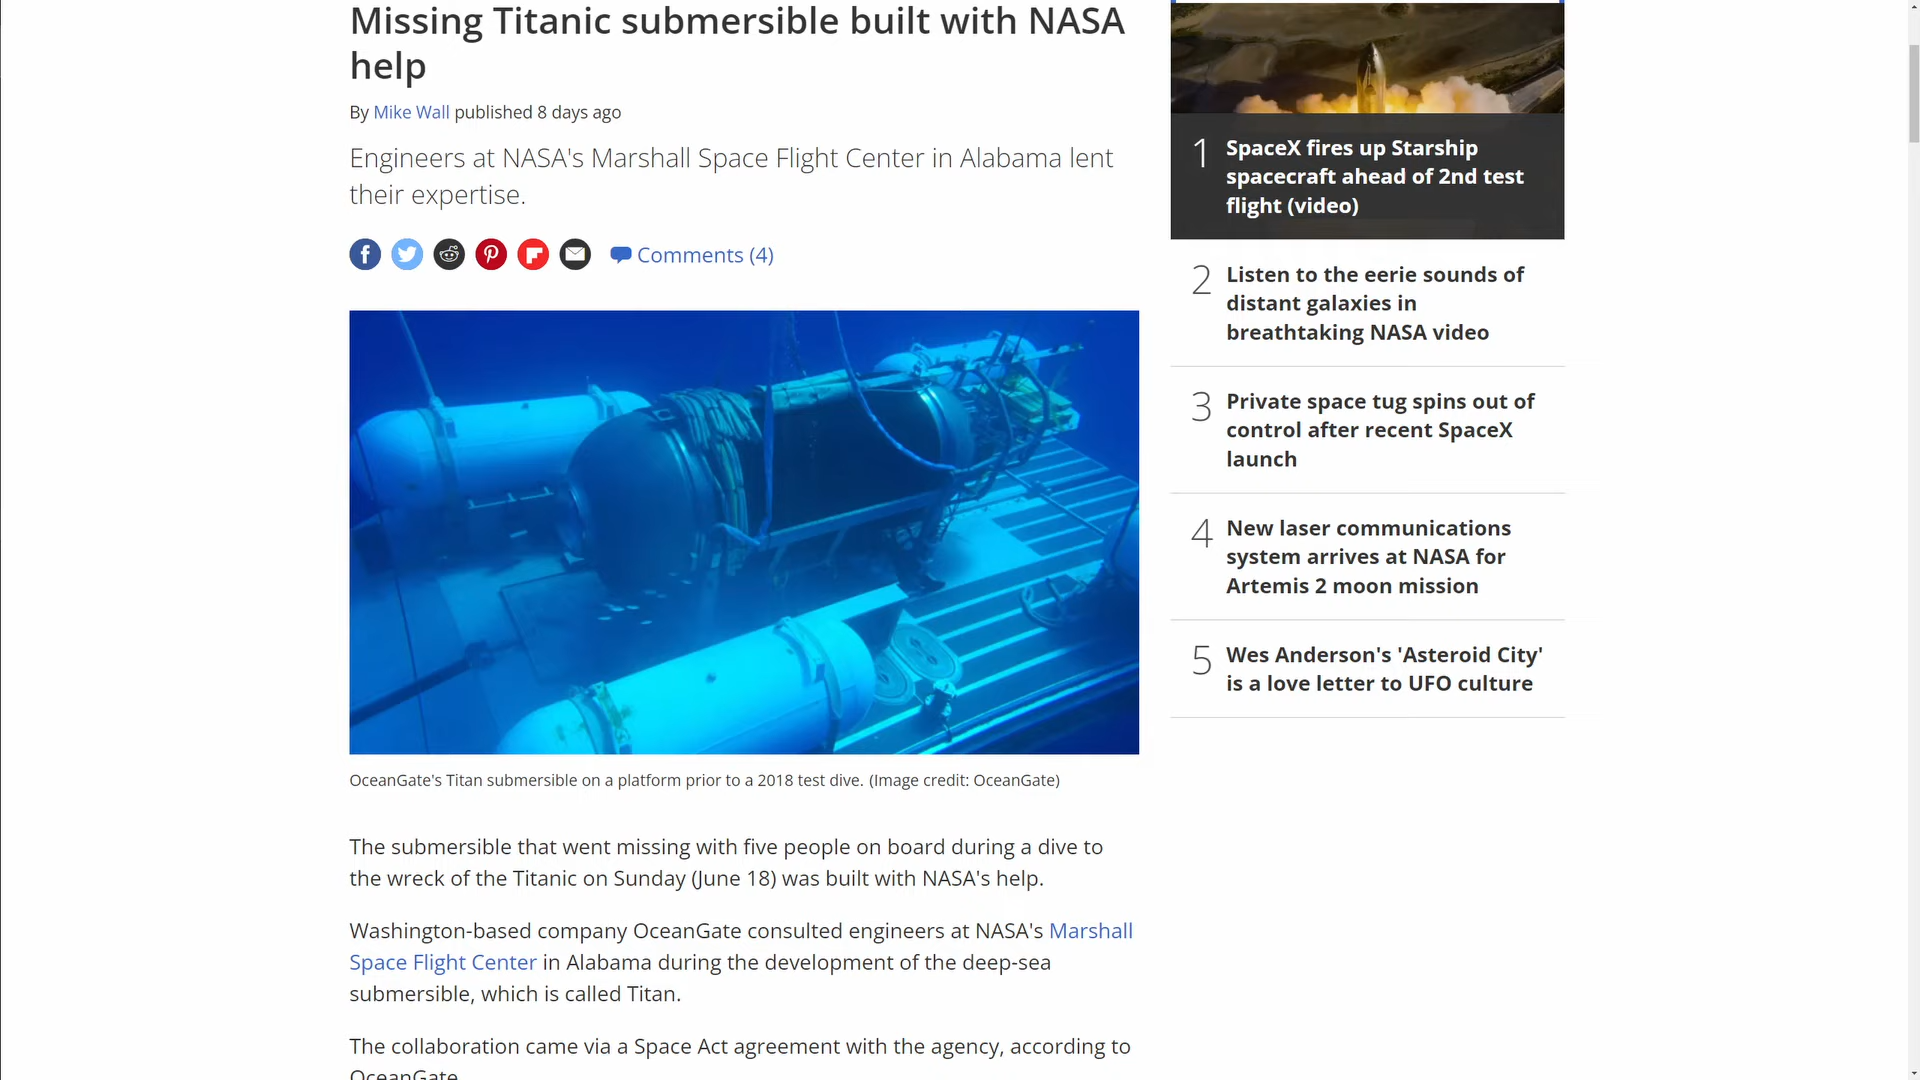 Missing Titanic submersible built with NASA
help
By Mike Wall published 8 days ago
Engineers at NASA's Marshall Space Flight Center in Alabama lent
their expertise.
Comments (4)
OceanGate's Titan submersible on a platform prior to a 2018 test dive. (Image credit: OceanGate)
The submersible that went missing with five people on board during a dive to
the wreck of the Titanic on Sunday (June 18) was built with NASA's help.
Washington-based company OceanGate consulted engineers at NASA's Marshall
Space Flight Center in Alabama during the development of the deep-sea
submersible, which is called Titan.
The collaboration came via a Space Act agreement with the agency, according to
OceanGate.
1 SpaceX fires up Starship
spacecraft ahead of 2nd test
flight (video)
2 Listen to the eerie sounds of
distant galaxies in
breathtaking NASA video
3 Private space tug spins out of
control after recent SpaceX
launch
4 New laser communications
system arrives at NASA for
Artemis 2 moon mission
5 Wes Anderson's 'Asteroid City'
is a love letter to UFO culture